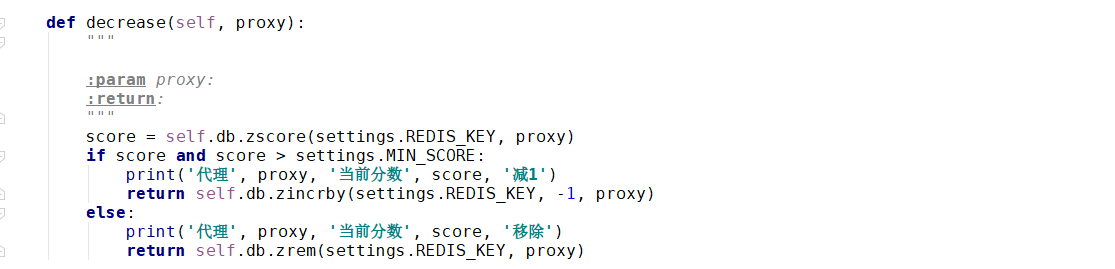 def decrease(self, proxy):
"""
:param proxy:
:return:
"""
score = self.db.zscore(settings.REDIS_KEY, proxy)
if score and score > settings.MIN_SCORE:
print('代理', proxy, '当前分数', score, '减1')
return self.db.zincrby(settings.REDIS_KEY, -1, proxy)
else:
print('代理', proxy, '当前分数', score, '移除')
return self.db.zrem(settings.REDIS_KEY, proxy)